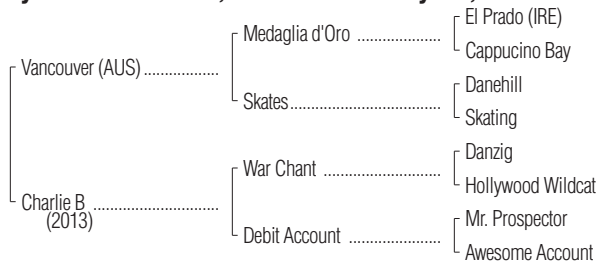 El Prado (IRE)
Medaglia d'Oro ....................
Cappucino Bay
Vancouver (AUS) ..................
Danehill
Skates.....................................
Skating
Danzig
War Chant ............................
Hollywood Wildcat
Charlie B ..............................
(2013)
Mr. Prospector
Debit Account ......................
Awesome Account